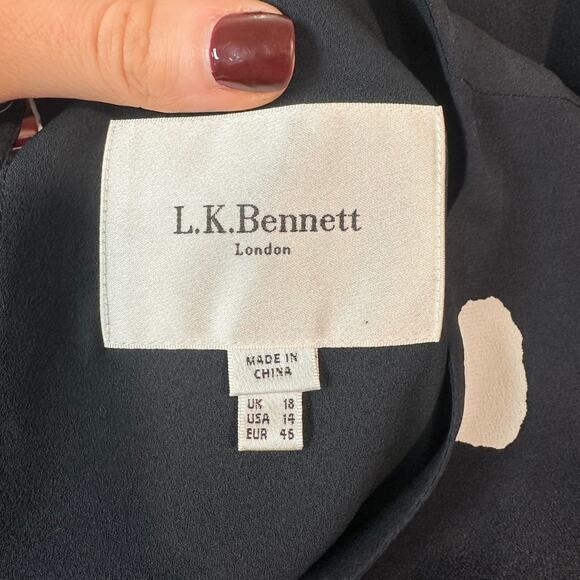 L.K.Bennett
London
MADE IN
CHINA
UK 18
USA 14
EUR 46